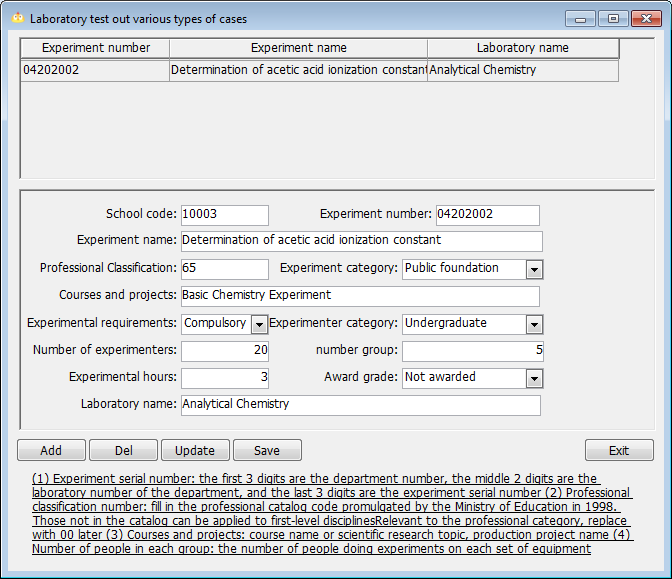 Laboratory test out various types of cases
Experiment number Experiment name Laboratory name
04202002 Determination of acetic acid ionization constant Analytical Chemistry
School code: 10003 Experiment number: 04202002
Experiment name: Determination of acetic acid ionization constant
Professional Classification: 65 Experiment category: Public foundation
Courses and projects: Basic Chemistry Experiment
Experimental requirements: Compulsory Experimenter category: Undergraduate
Number of experimenters: 20 number group: 5
Experimental hours: 3 Award grade: Not awarded
Laboratory name: Analytical Chemistry
Add Del Update Save Exit
(1) Experiment serial number: the first 3 digits are the department number, the middle 2 digits are the
laboratory number of the department, and the last 3 digits are the experiment serial number (2) Professional
classification number: fill in the professional catalog code promulgated by the Ministry of Education in 1998.
Those not in the catalog can be applied to first-level disciplinesRelevant to the professional category, replace
with 00 later (3) Courses and projects: course name or scientific research topic, production project name (4)
Number of people in each group: the number of people doing experiments on each set of equipment